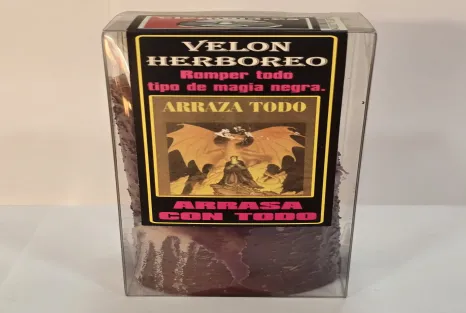 VELON
HERBOREO
Romper todo
tipo de magia negra.
ARRAZA TODO
ARRASA
CON TODO